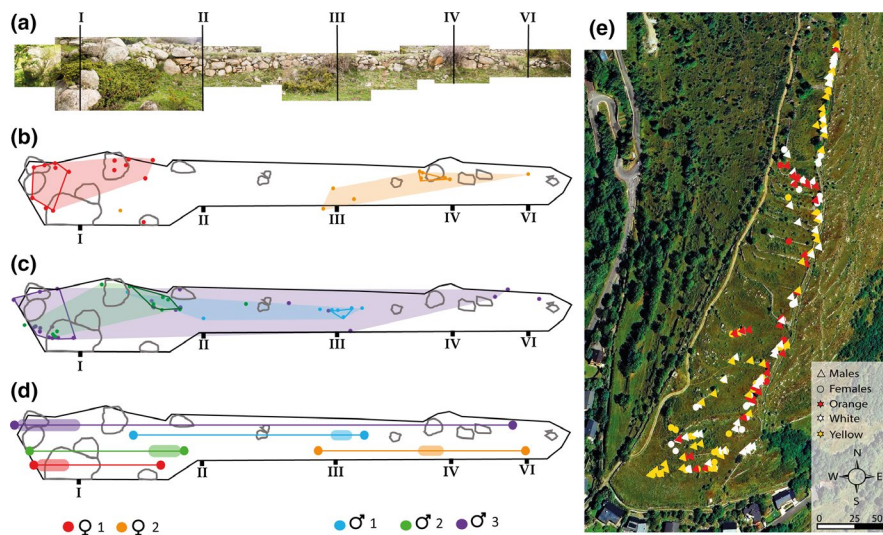 (a)
I II III IV VI
(b)
I II III IV VI
(c)
I II III IV VI
(d)
I II III IV VI
♀ 1 ♀ 2 ♂ 1 ♂ 2 ♂ 3
(e)
Males
Females
Orange
White
Yellow
N
W E
S
0 25 50